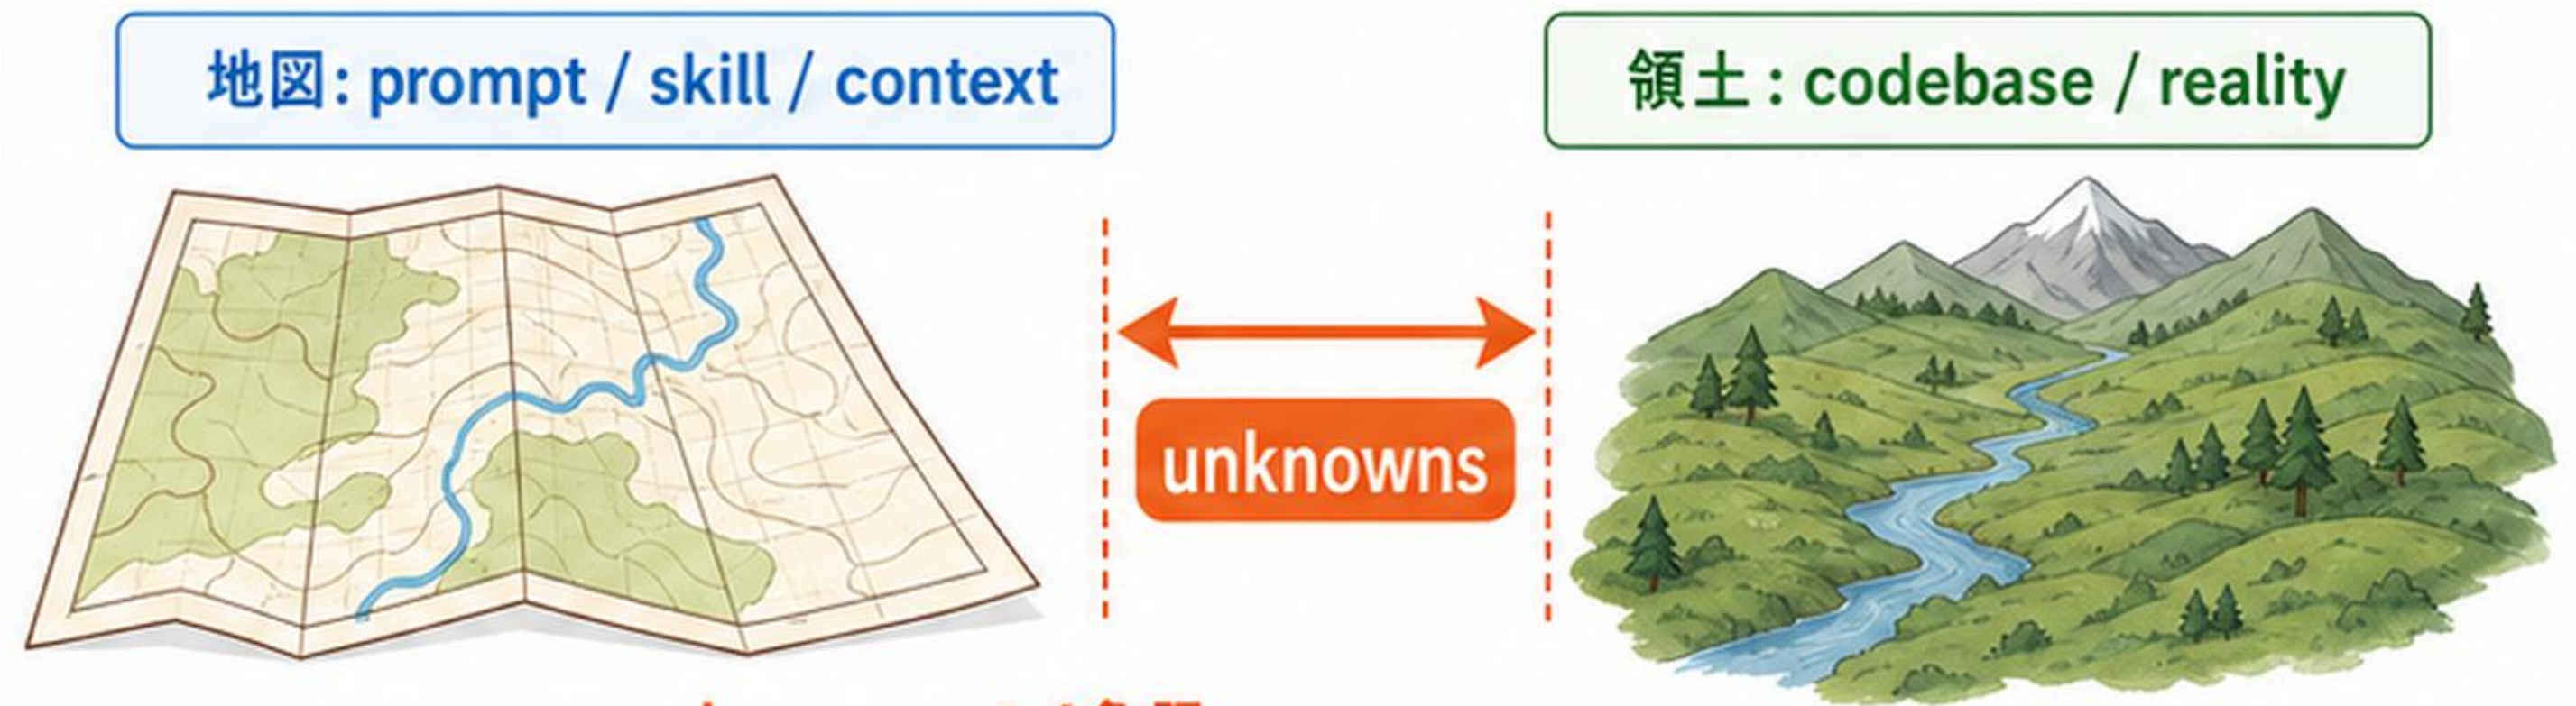 地図: prompt / skill / context
領土: codebase / reality
unknowns